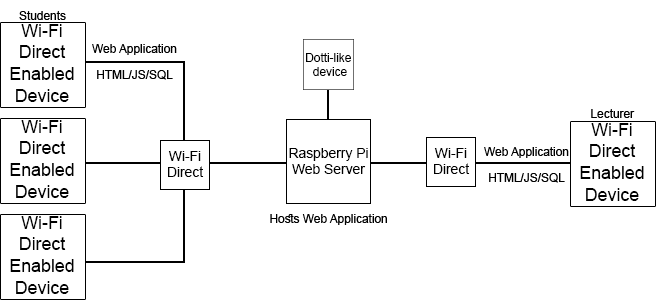 Students
Wi-Fi
Direct
Enabled
Device
Web Application
HTML/JS/SQL
Wi-Fi
Direct
Enabled
Device
Wi-Fi
Direct
Enabled
Device
Wi-Fi
Direct
Dotti-like
device
Raspberry Pi
Web Server
Hosts Web Application
Wi-Fi
Direct
Web Application
HTML/JS/SQL
Lecturer
Wi-Fi
Direct
Enabled
Device